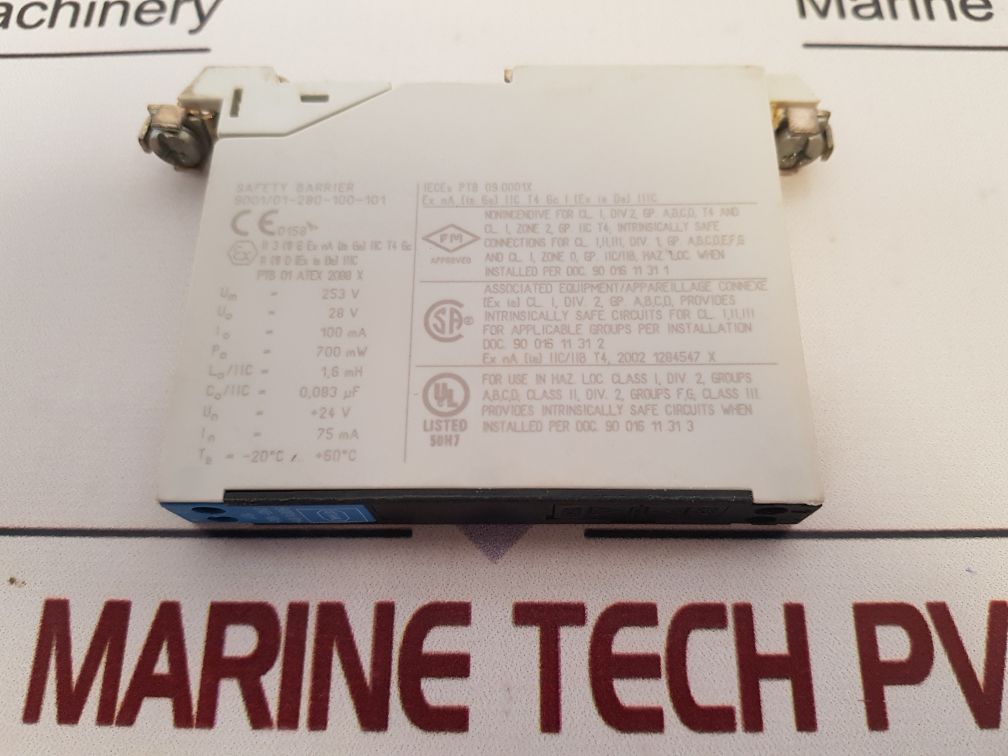 achinery
Marine
SAFETY BARRIER
9001/01-280-100-101
CE 0158
Ex II 3 (1) G Ex nA [ia Ga] IIC T4 Gc
II (1) D [Ex ia Da] IIIC
PTB 01 ATEX 2088 X
Um = 253 V
Uo = 28 V
Io = 100 mA
Po = 700 mW
Lo/IIC = 1,6 mH
Co/IIC = 0,083 µF
Un = +24 V
In = 75 mA
Ta = -20°C ... +60°C
IECEx PTB 09.0001X
Ex nA [ia Ga] IIC T4 Gc I [Ex ia Da] IIIC
FM
APPROVED
NONINCENDIVE FOR CL. I, DIV.2, GP. A,B,C,D, T4 AND
CL. I, ZONE 2, GP. IIC T4, INTRINSICALLY SAFE
CONNECTIONS FOR CL. I,II,III, DIV. 1, GP. A,B,C,D,E,F,G
AND CL. I, ZONE 0, GP. IIC/IIB, HAZ. LOC. WHEN
INSTALLED PER DOC. 90 016 11 31 1
SA ®
ASSOCIATED EQUIPMENT/APPAREILLAGE CONNEXE
[Ex ia] CL. I, DIV. 2, GP. A,B,C,D, PROVIDES
INTRINSICALLY SAFE CIRCUITS FOR CL. I,II,III
FOR APPLICABLE GROUPS PER INSTALLATION
DOC. 90 016 11 31 2
Ex nA [ia] IIC/IIB T4, 2002 1284547 X
UL ®
LISTED
50H7
FOR USE IN HAZ. LOC. CLASS I, DIV. 2, GROUPS
A,B,C,D, CLASS II, DIV. 2, GROUPS F,G, CLASS III.
PROVIDES INTRINSICALLY SAFE CIRCUITS WHEN
INSTALLED PER DOC. 90 016 11 31 3
MARINE TECH PV